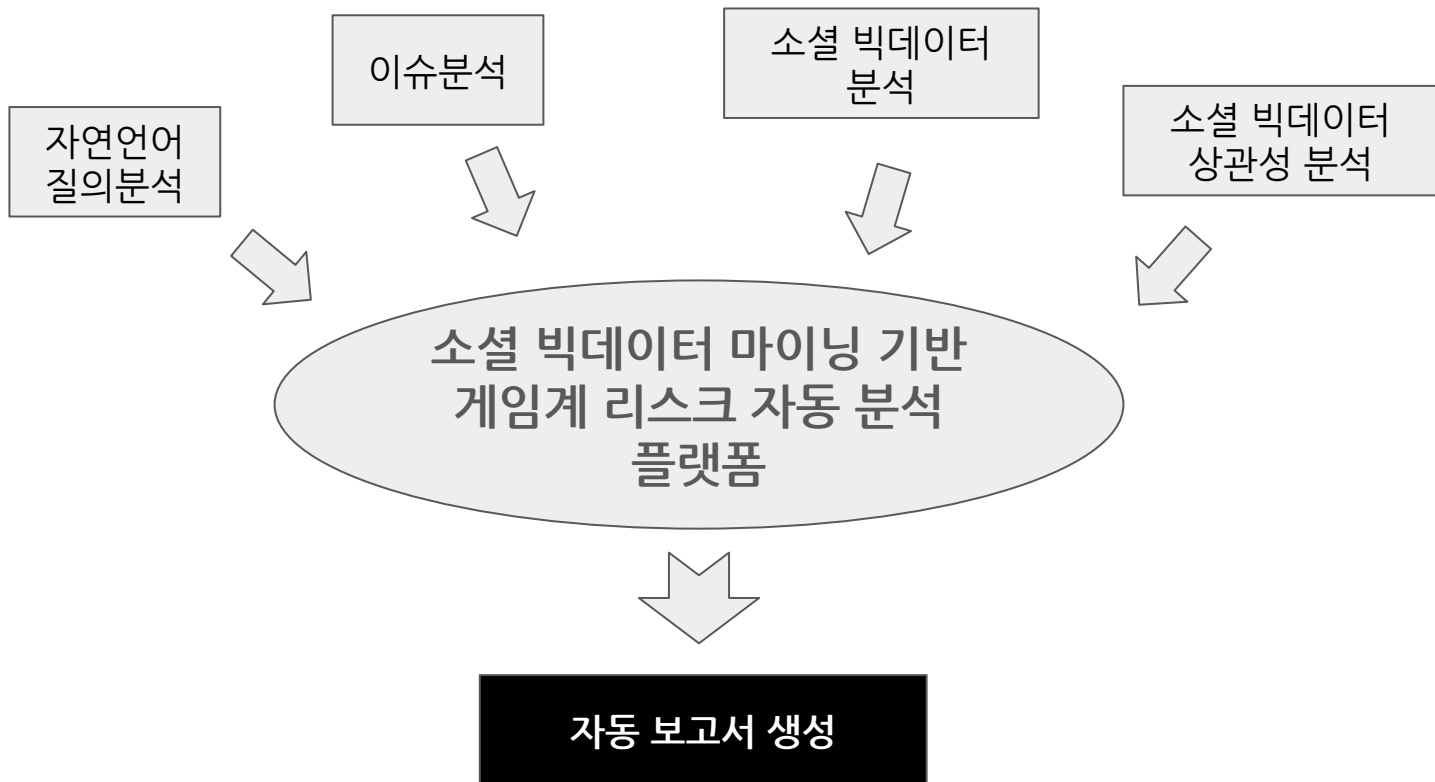 자연언어
질의분석
이슈분석
소셜 빅데이터
분석
소셜 빅데이터
상관성 분석
소셜 빅데이터 마이닝 기반
게임계 리스크 자동 분석
플랫폼
자동 보고서 생성